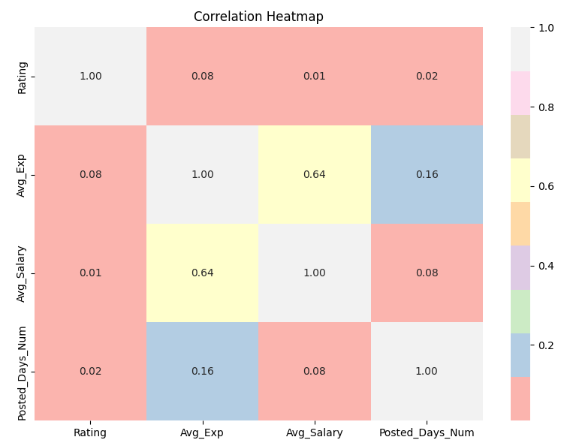 Correlation Heatmap
Rating 1.00 0.08 0.01 0.02
Avg_Exp 0.08 1.00 0.64 0.16
Avg_Salary 0.01 0.64 1.00 0.08
Posted_Days_Num 0.02 0.16 0.08 1.00
Rating Avg_Exp Avg_Salary Posted_Days_Num
1.0
0.8
0.6
0.4
0.2